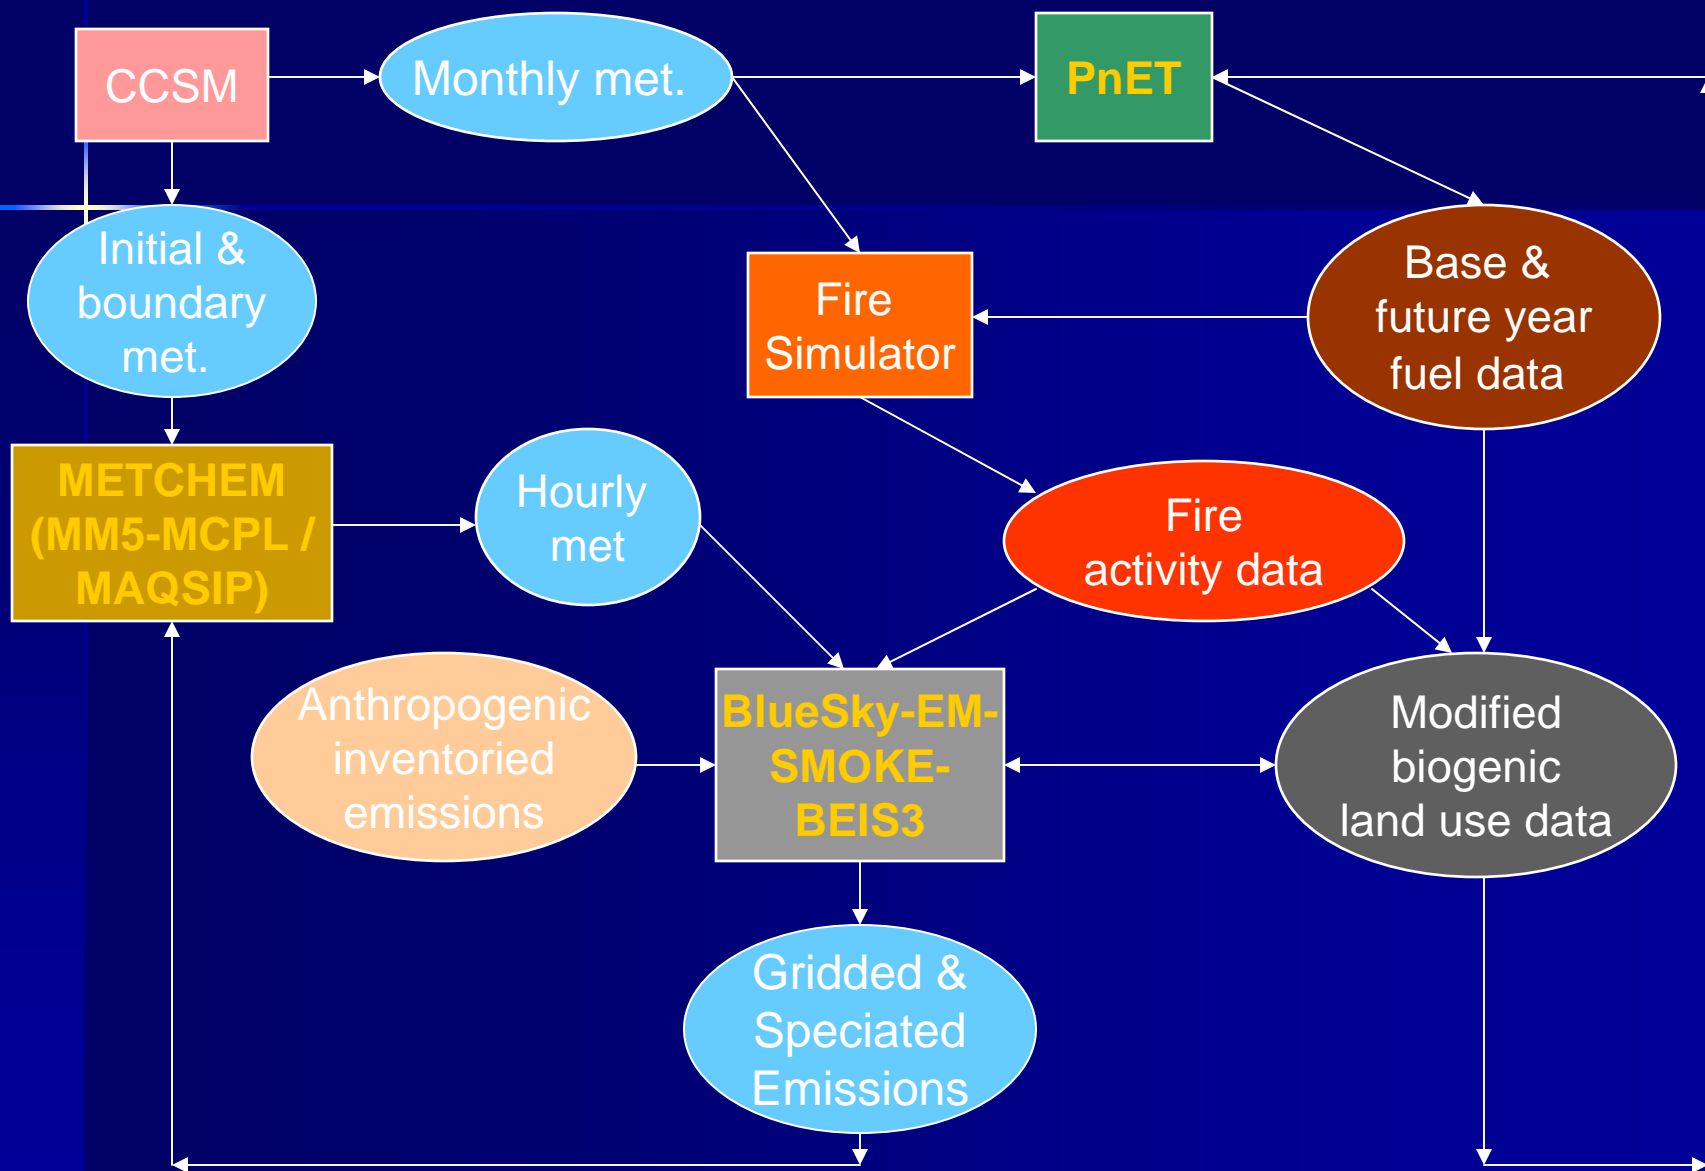 CCSM
Monthly met.
PnET
Initial &
boundary
met.
Fire
Simulator
Base &
future year
fuel data
METCHEM
(MM5-MCPL /
MAQSIP)
Hourly
met
Fire
activity data
Anthropogenic
inventoried
emissions
BlueSky-EM-
SMOKE-
BEIS3
Modified
biogenic
land use data
Gridded &
Speciated
Emissions